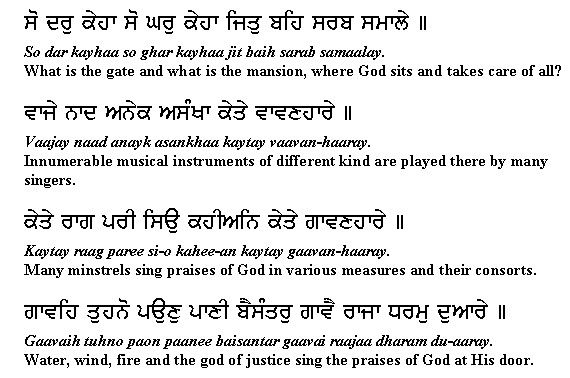 ਸੋ ਦਰੁ ਕੇਹਾ ਸੋ ਘਰੁ ਕੇਹਾ ਜਿਤੁ ਬਹਿ ਸਰਬ ਸਮਾਲੇ ॥
So dar kayhaa so ghar kayhaa jit baih sarab samaalay.
What is the gate and what is the mansion, where God sits and takes care of all?
ਵਾਜੇ ਨਾਦ ਅਨੇਕ ਅਸੰਖਾ ਕੇਤੇ ਵਾਵਣਹਾਰੇ ॥
Vaajay naad anayk asankhaa kaytay vaavan-haaray.
Innumerable musical instruments of different kind are played there by many
singers.
ਕੇਤੇ ਰਾਗ ਪਰੀ ਸਿਉ ਕਹੀਅਨਿ ਕੇਤੇ ਗਾਵਣਹਾਰੇ ॥
Kaytay raag paree si-o kahee-an kaytay gaavan-haaray.
Many minstrels sing praises of God in various measures and their consorts.
ਗਾਵਹਿ ਤੁਹਨੋ ਪਉਣੁ ਪਾਣੀ ਬੈਸੰਤਰੁ ਗਾਵੈ ਰਾਜਾ ਧਰਮੁ ਦੁਆਰੇ ॥
Gaavaih tuhno paon paanee baisantar gaavai raajaa dharam du-aaray.
Water, wind, fire and the god of justice sing the praises of God at His door.